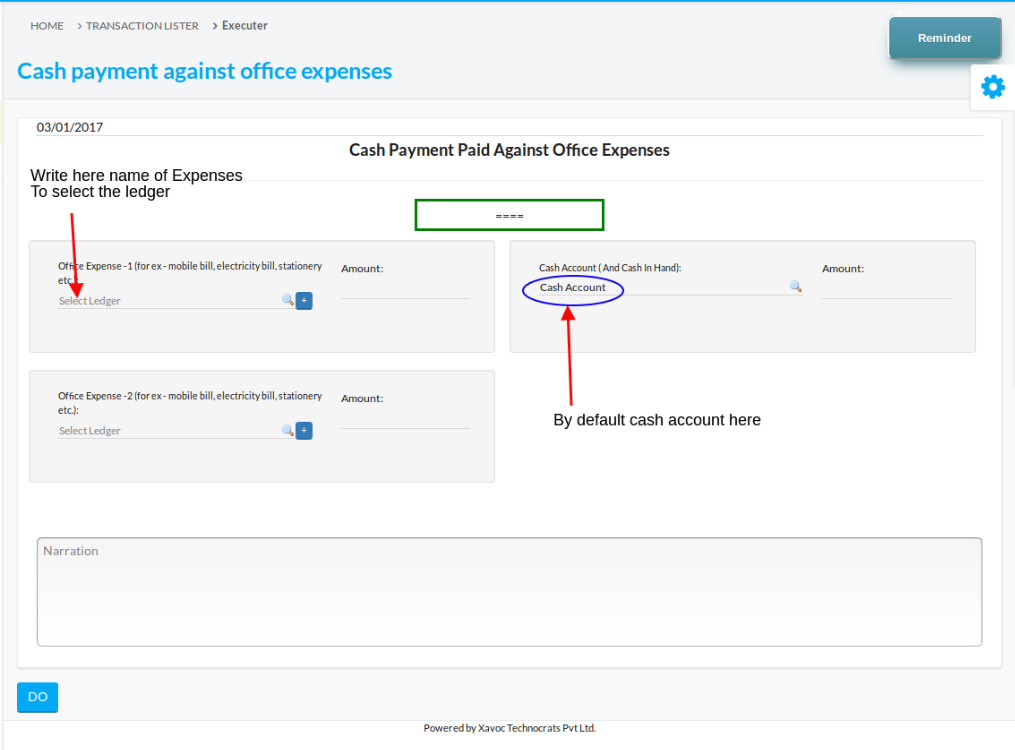 HOME > TRANSACTION LISTER > Executer
Reminder
Cash payment against office expenses
03/01/2017
Cash Payment Paid Against Office Expenses
Write here name of Expenses
To select the ledger
====
Office Expense -1 (for ex - mobile bill, electricity bill, stationery
etc
Amount:
Select Ledger
+
Cash Account ( And Cash In Hand):
Amount:
Cash Account
Office Expense -2 (for ex - mobile bill, electricity bill, stationery
etc.):
Amount:
Select Ledger
+
By default cash account here
Narration
DO
Powered by Xavoc Technocrats Pvt Ltd.